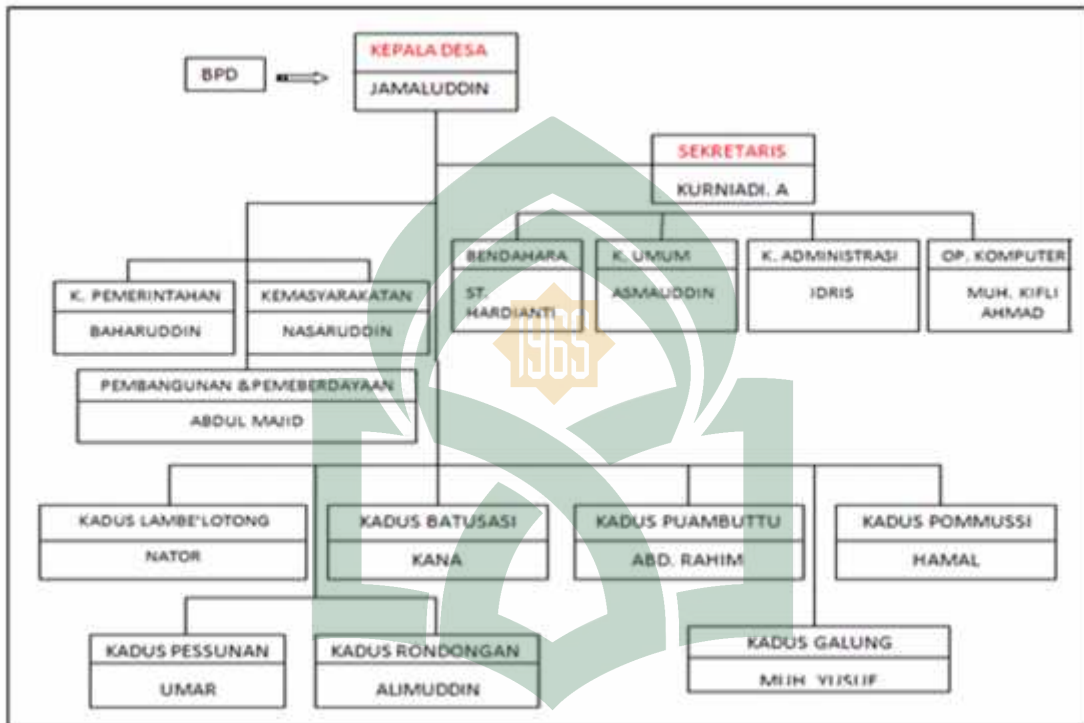 KEPALA DESA
BPD
JAMALUDDIN
SEKRETARIS
KURNIADI. A
BENDAHARA
K. UMUM
K. ADMINISTRASI
OP. KOMPUTER
ST.
HARDIANTI
ASMAUDDIN
IDRIS
MUH. KIFLI
AHMAD
K. PEMERINTAHAN
KEMASYARAKATAN
BAHARUDDIN
NASARUDDIN
1965
PEMBANGUNAN & PEMEBERDAYAAN
ABDUL MAJID
KADUS LAMBE'LOTONG
KADUS BATUSASI
KADUS PUAMBUTTU
KADUS POMMUSSI
NATOR
KANA
ABD. RAHIM
HAMAL
KADUS PESSUNAN
KADUS RONDONGAN
KADUS GALUNG
UMAR
ALIMUDDIN
MUH. YUSUF